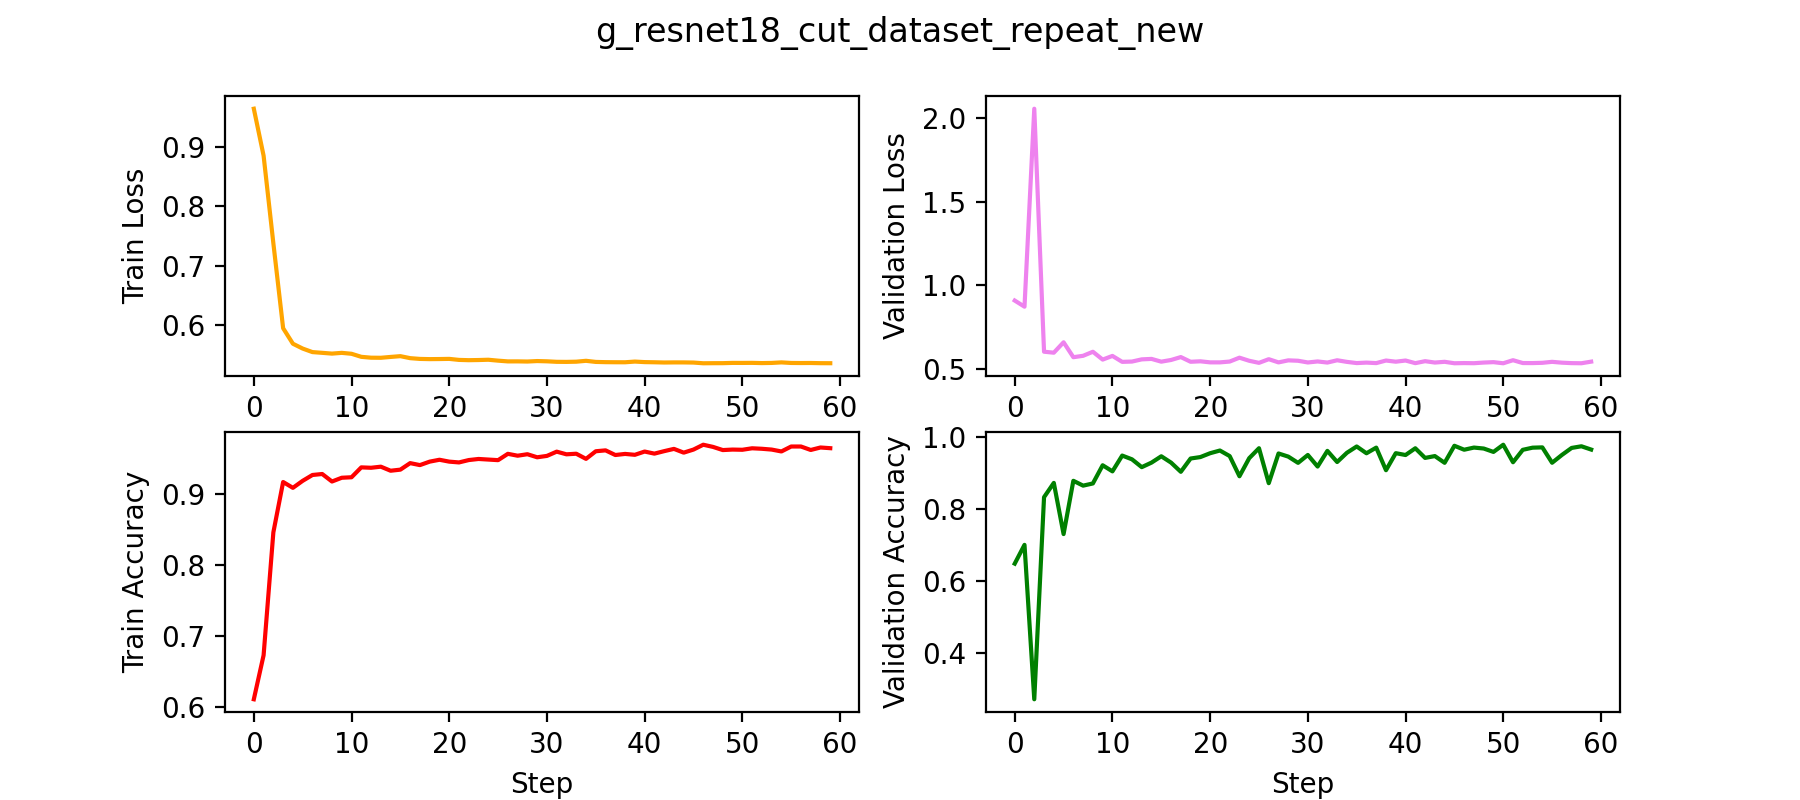 g_resnet18_cut_dataset_repeat_new
Train Loss
0.9
0.8
0.7
0.6
0 10 20 30 40 50 60
Validation Loss
2.0
1.5
1.0
0.5
0 10 20 30 40 50 60
Train Accuracy
0.9
0.8
0.7
0.6
0 10 20 30 40 50 60
Step
Validation Accuracy
1.0
0.8
0.6
0.4
0 10 20 30 40 50 60
Step